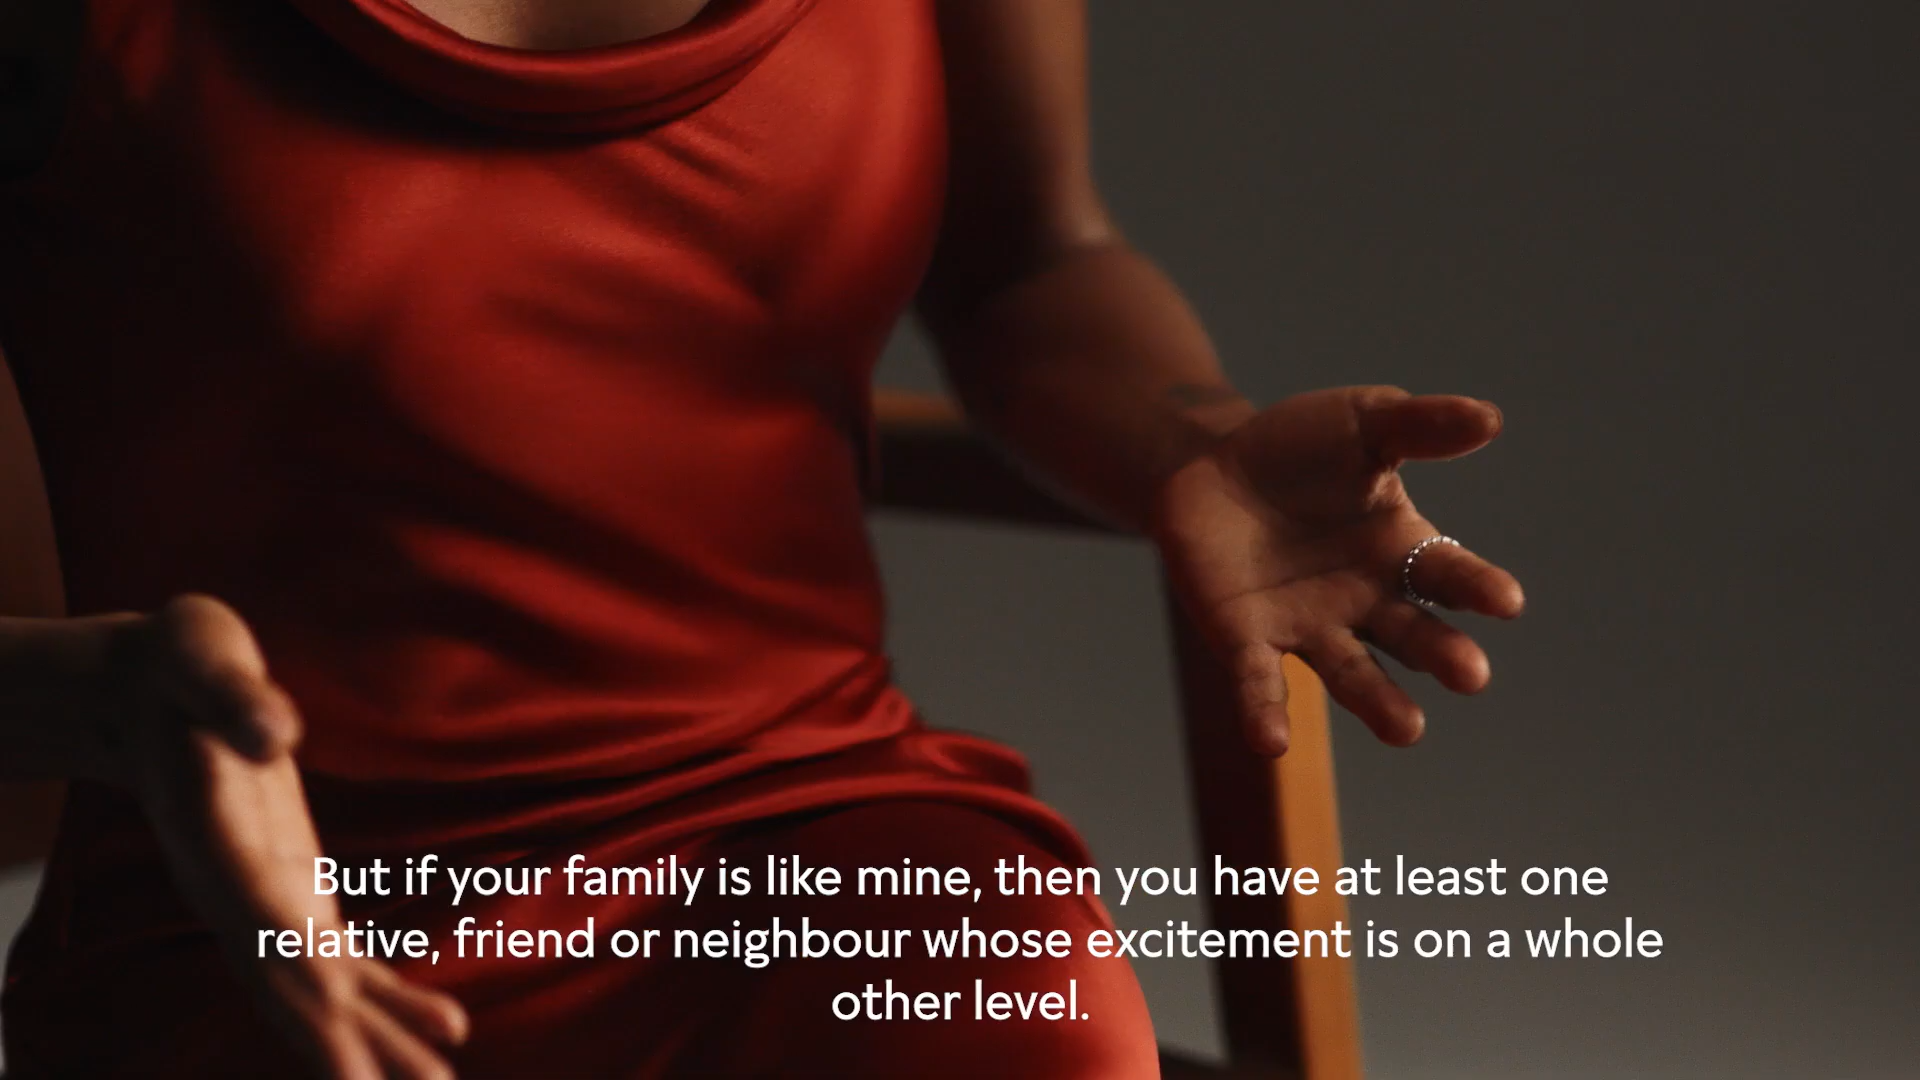 But if your family is like mine, then you have at least one
relative, friend or neighbour whose excitement is on a whole
other level.